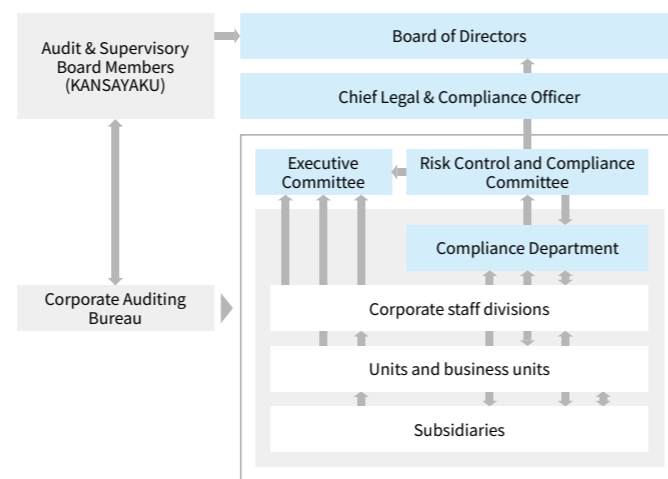 Audit & Supervisory
Board Members
(KANSAYAKU)
Board of Directors
Chief Legal & Compliance Officer
Executive
Committee
Risk Control and Compliance
Committee
Compliance Department
Corporate Auditing
Bureau
Corporate staff divisions
Units and business units
Subsidiaries